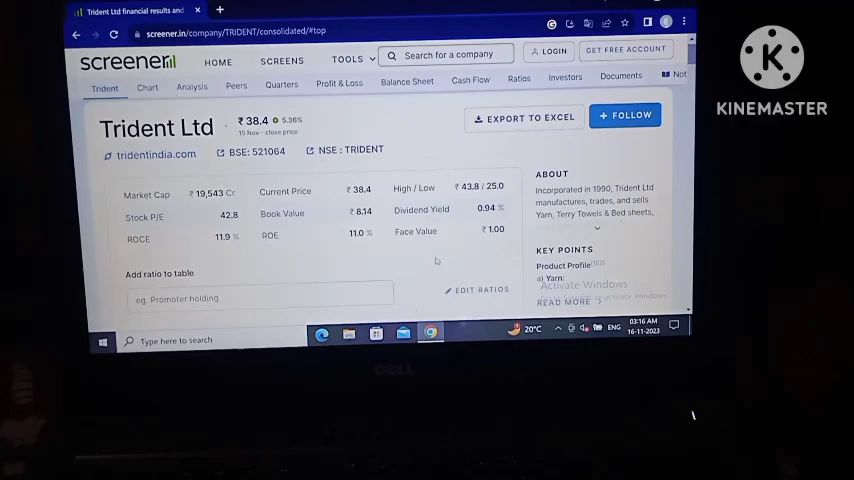 Trident Ltd financial results and
screener.in/company/TRIDENT/consolidated/#top
screener
HOME
SCREENS
TOOLS
Search for a company
LOGIN
GET FREE ACCOUNT
Trident
Chart
Analysis
Peers
Quarters
Profit & Loss
Balance Sheet
Cash Flow
Ratios
Investors
Documents
Not
K
KINEMASTER
Trident Ltd
₹ 38.4 5.36%
15 Nov - close price
EXPORT TO EXCEL
+ FOLLOW
tridentindia.com
BSE: 521064
NSE : TRIDENT
Market Cap ₹ 19,543 Cr.
Current Price ₹ 38.4
High / Low ₹ 43.8 / 25.0
Stock P/E 42.8
Book Value ₹ 8.14
Dividend Yield 0.94 %
ROCE 11.9 %
ROE 11.0 %
Face Value ₹ 1.00
Add ratio to table
eg. Promoter holding
EDIT RATIOS
ABOUT
Incorporated in 1990, Trident Ltd
manufactures, trades, and sells
Yarn, Terry Towels & Bed sheets,
KEY POINTS
Product Profile
a) Yarn:
Activate Windows
READ MORE
Type here to search
20°C
ENG
03:16 AM
16-11-2023
DELL